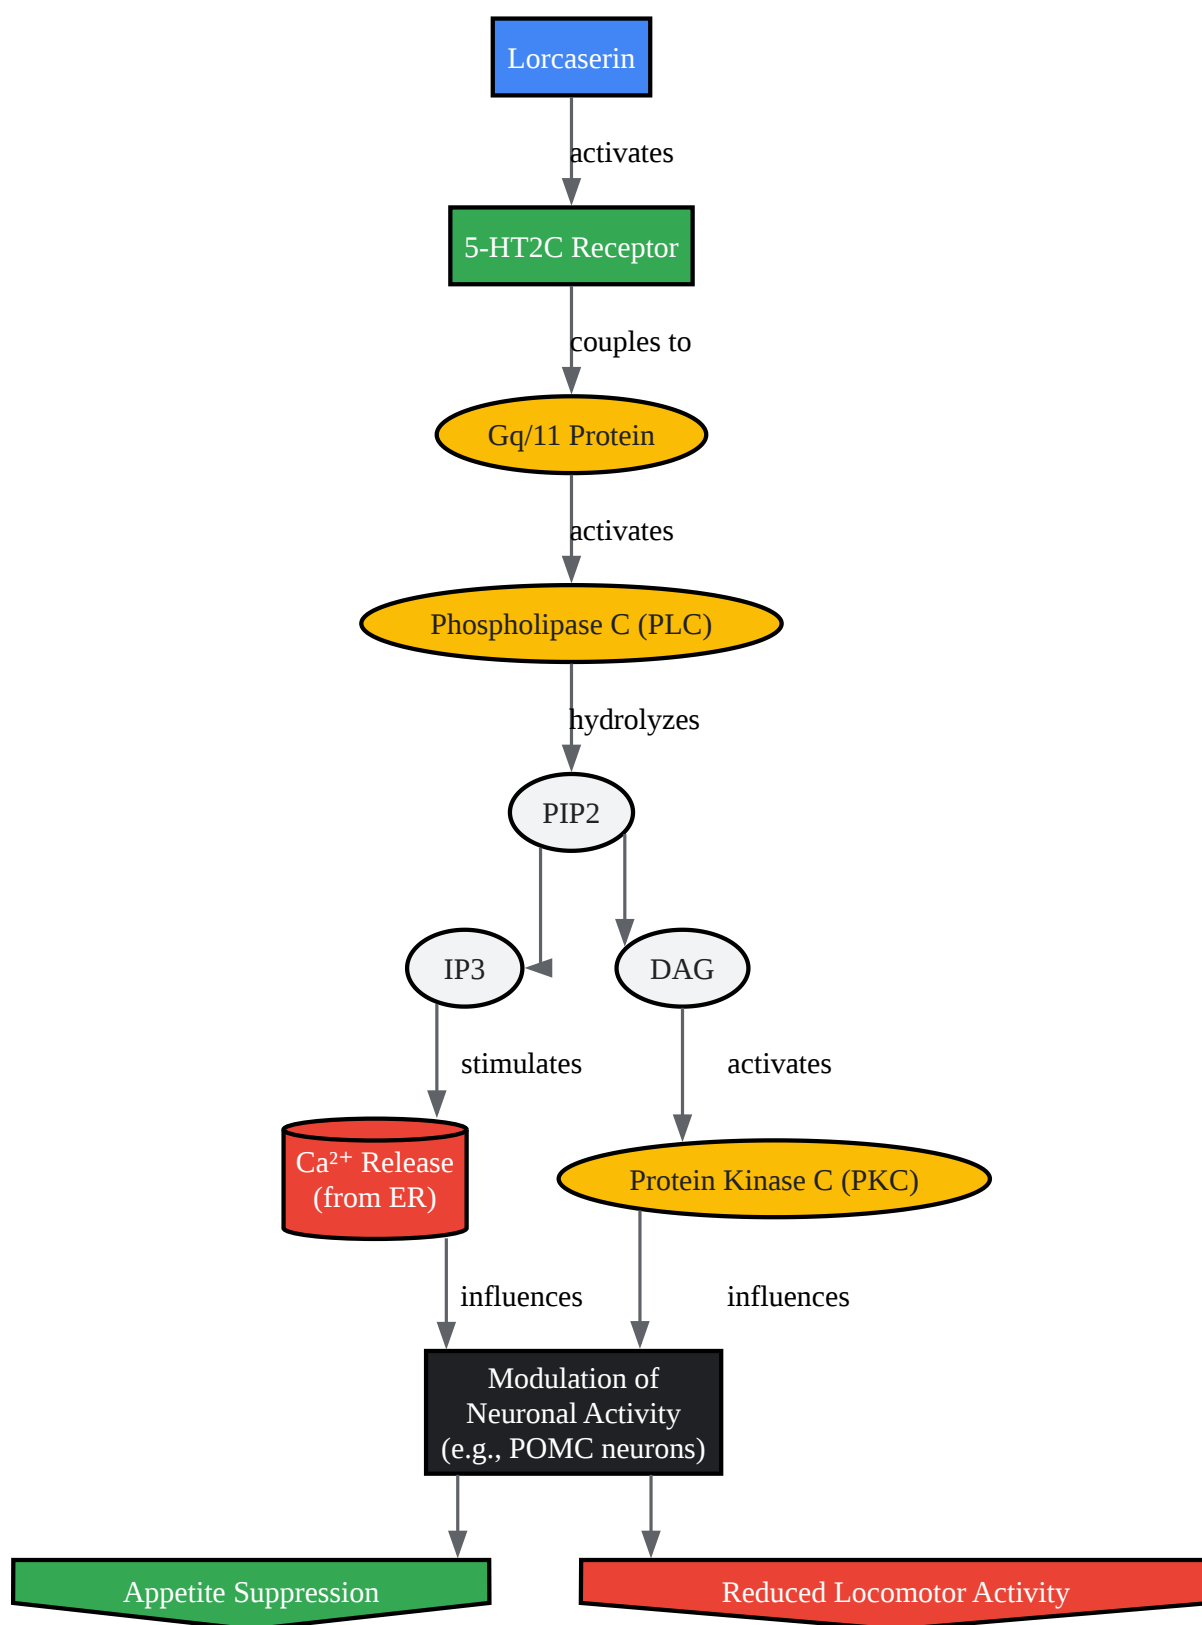 Lorcaserin
activates
5-HT2C Receptor
couples to
Gq/11 Protein
activates
Phospholipase C (PLC)
hydrolyzes
PIP2
IP3
DAG
stimulates
activates
Ca²⁺ Release
(from ER)
Protein Kinase C (PKC)
influences
influences
Modulation of
Neuronal Activity
(e.g., POMC neurons)
Appetite Suppression
Reduced Locomotor Activity